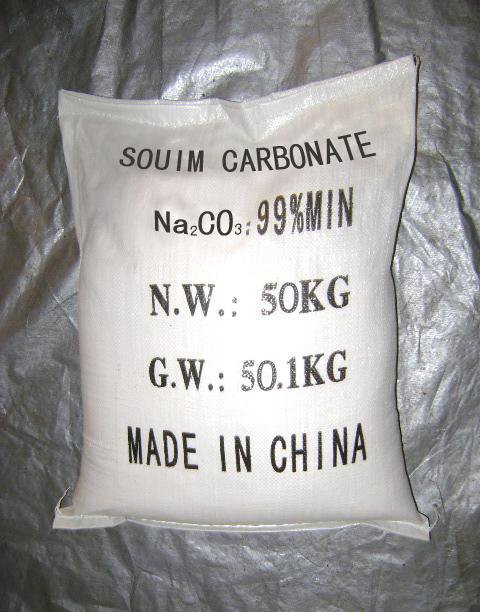 SOUIM CARBONATE
Na₂CO₃: 99%MIN
N.W.: 50KG
G.W.: 50.1KG
MADE IN CHINA